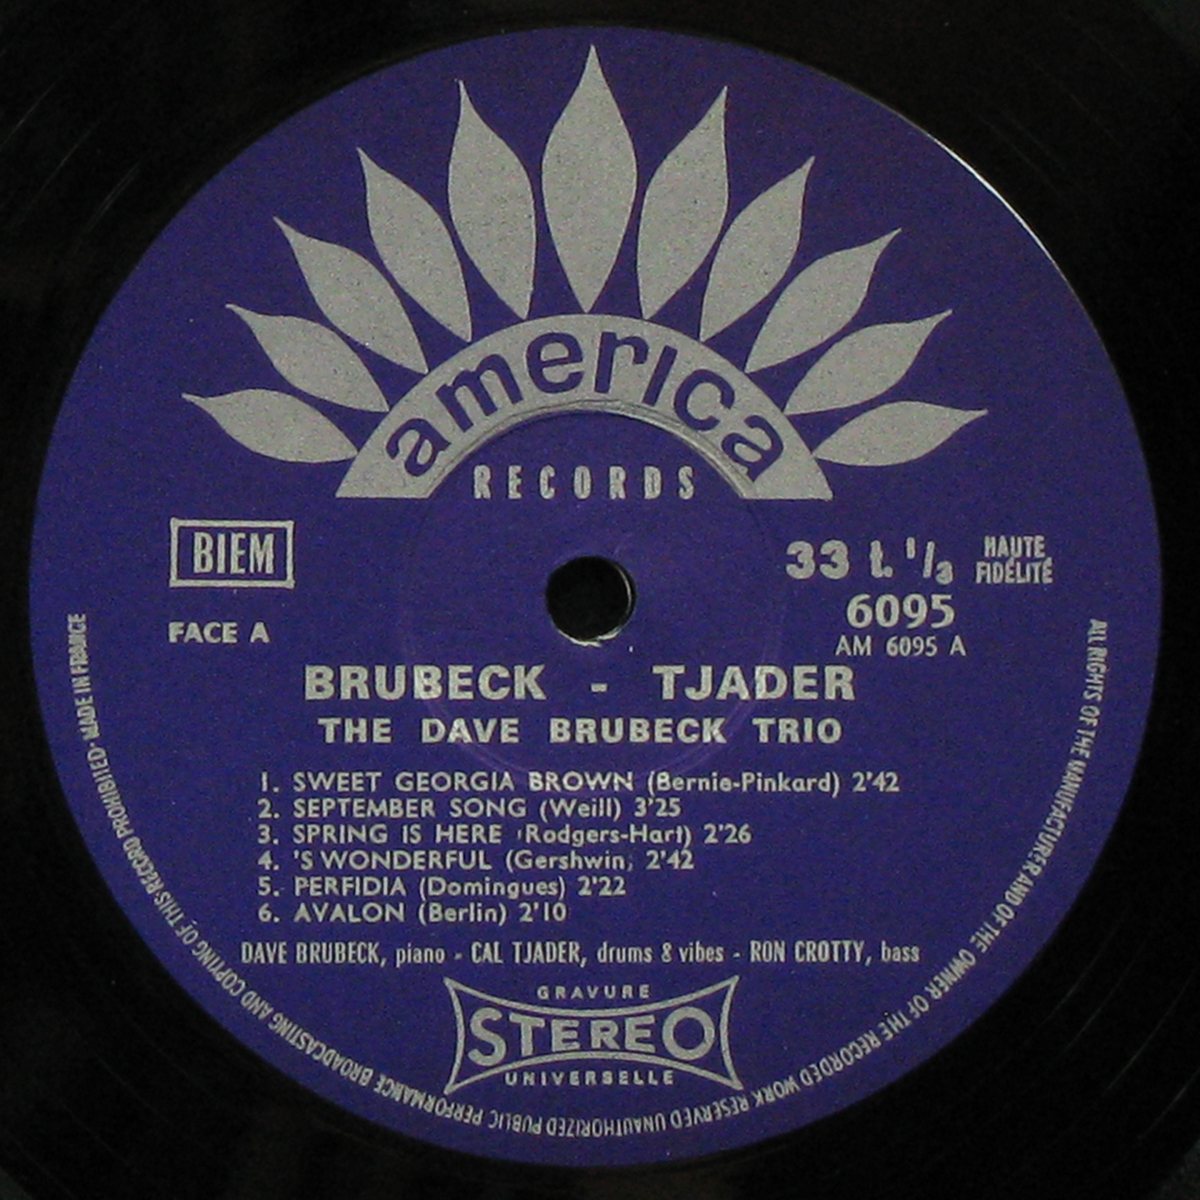 america
RECORDS
BIEM
33 t. 1/3
HAUTE
FIDÉLITÉ
6095
AM 6095 A
FACE A
BRUBECK - TJADER
THE DAVE BRUBECK TRIO
1. SWEET GEORGIA BROWN (Bernie-Pinkard) 2'42
2. SEPTEMBER SONG (Weill) 3'25
3. SPRING IS HERE (Rodgers-Hart) 2'26
4. 'S WONDERFUL (Gershwin) 2'42
5. PERFIDIA (Domingues) 2'22
6. AVALON (Berlin) 2'10
DAVE BRUBECK, piano - CAL TJADER, drums & vibes - RON CROTTY, bass
GRAVURE
STEREO
UNIVERSELLE
ALL RIGHTS OF THE MANUFACTURER AND OF THE OWNER OF THE RECORDED WORK RESERVED UNAUTHORIZED PUBLIC PERFORMANCE BROADCASTING AND COPYING OF THIS RECORD PROHIBITED - MADE IN FRANCE